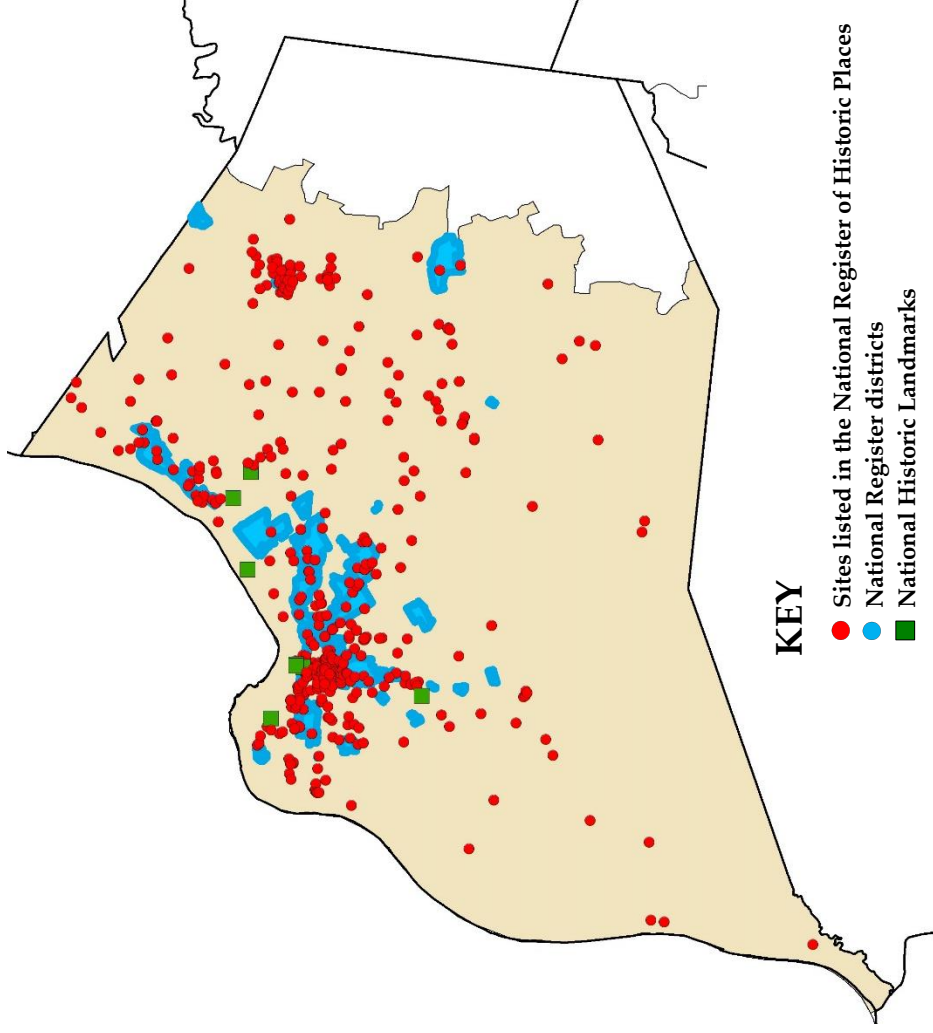 KEY
Sites listed in the National Register of Historic Places
National Register districts
National Historic Landmarks